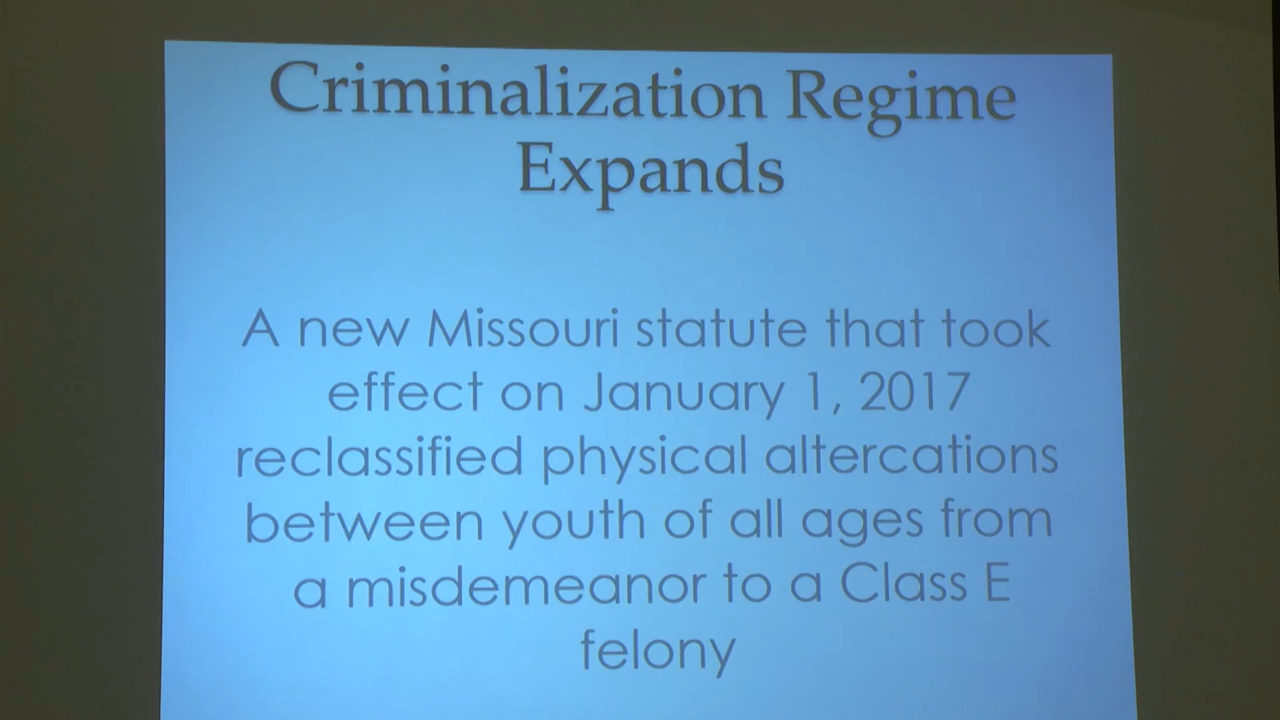 Criminalization Regime
Expands
A new Missouri statute that took
effect on January 1, 2017
reclassified physical altercations
between youth of all ages from
a misdemeanor to a Class E
felony